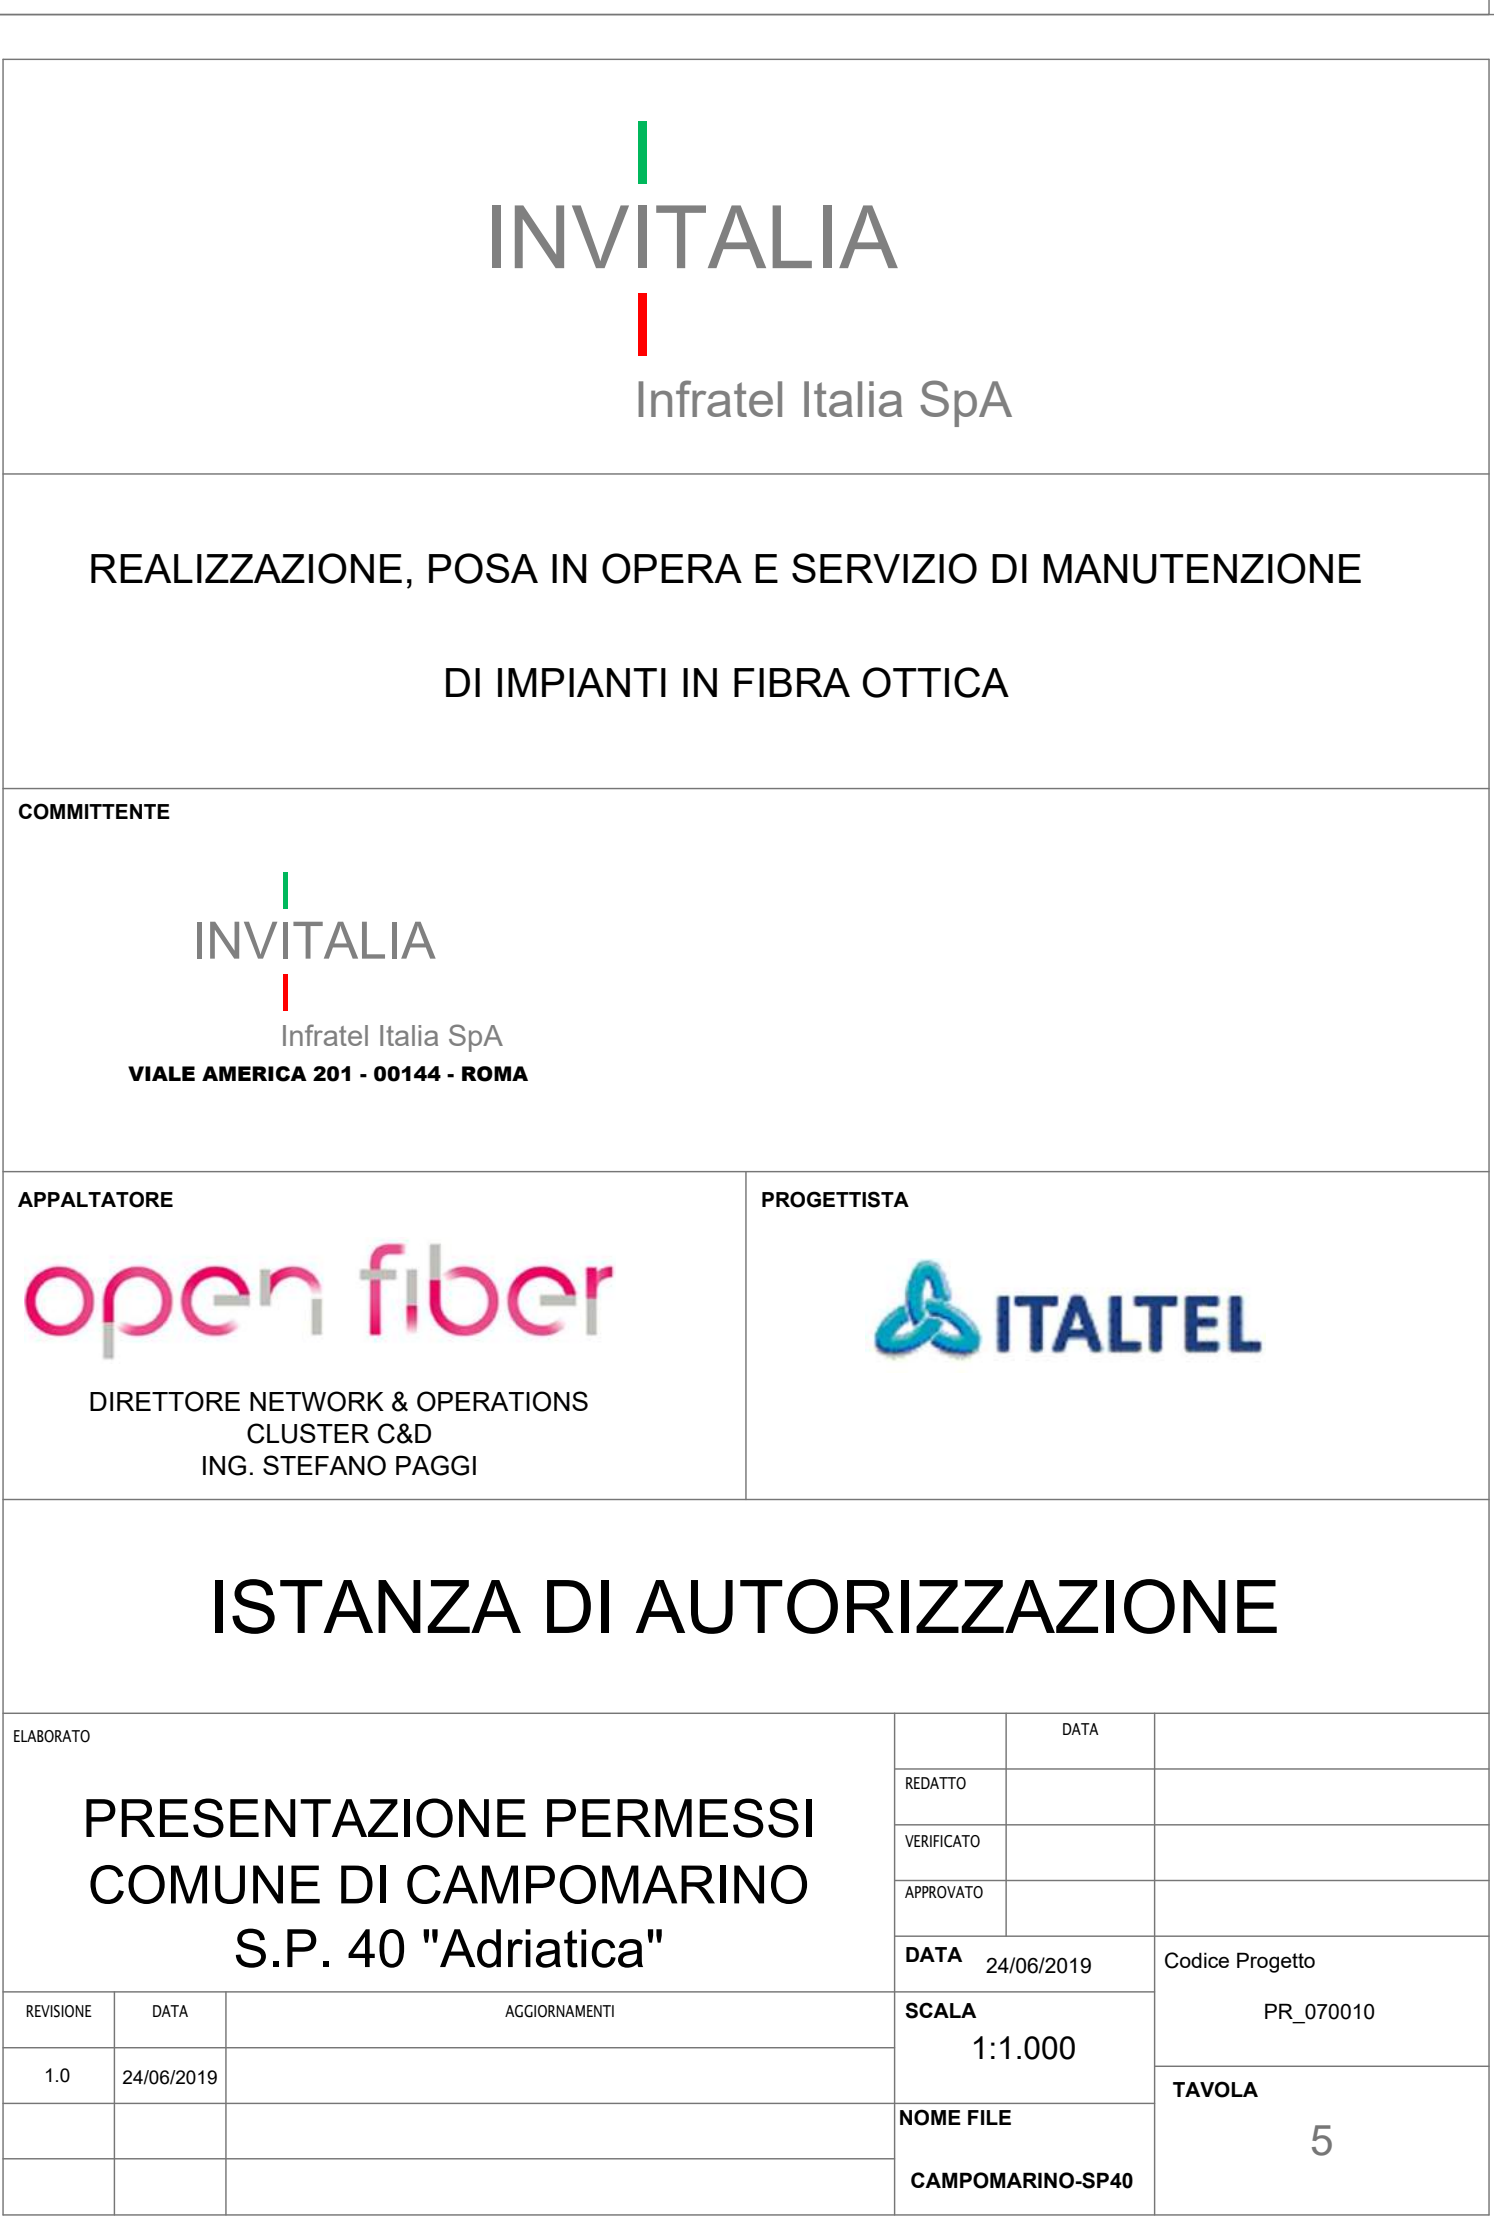 INVITALIA
Infratel Italia SpA
REALIZZAZIONE, POSA IN OPERA E SERVIZIO DI MANUTENZIONE
DI IMPIANTI IN FIBRA OTTICA
COMMITTENTE
INVITALIA
Infratel Italia SpA
VIALE AMERICA 201 - 00144 - ROMA
APPALTATORE
open fiber
DIRETTORE NETWORK & OPERATIONS
CLUSTER C&D
ING. STEFANO PAGGI
PROGETTISTA
ITALTEL
ISTANZA DI AUTORIZZAZIONE
ELABORATO
PRESENTAZIONE PERMESSI
COMUNE DI CAMPOMARINO
S.P. 40 "Adriatica"
DATA
REDATTO
VERIFICATO
APPROVATO
DATA 24/06/2019
Codice Progetto
PR_070010
REVISIONE DATA AGGIORNAMENTI
1.0 24/06/2019
SCALA
1:1.000
TAVOLA
5
NOME FILE
CAMPOMARINO-SP40